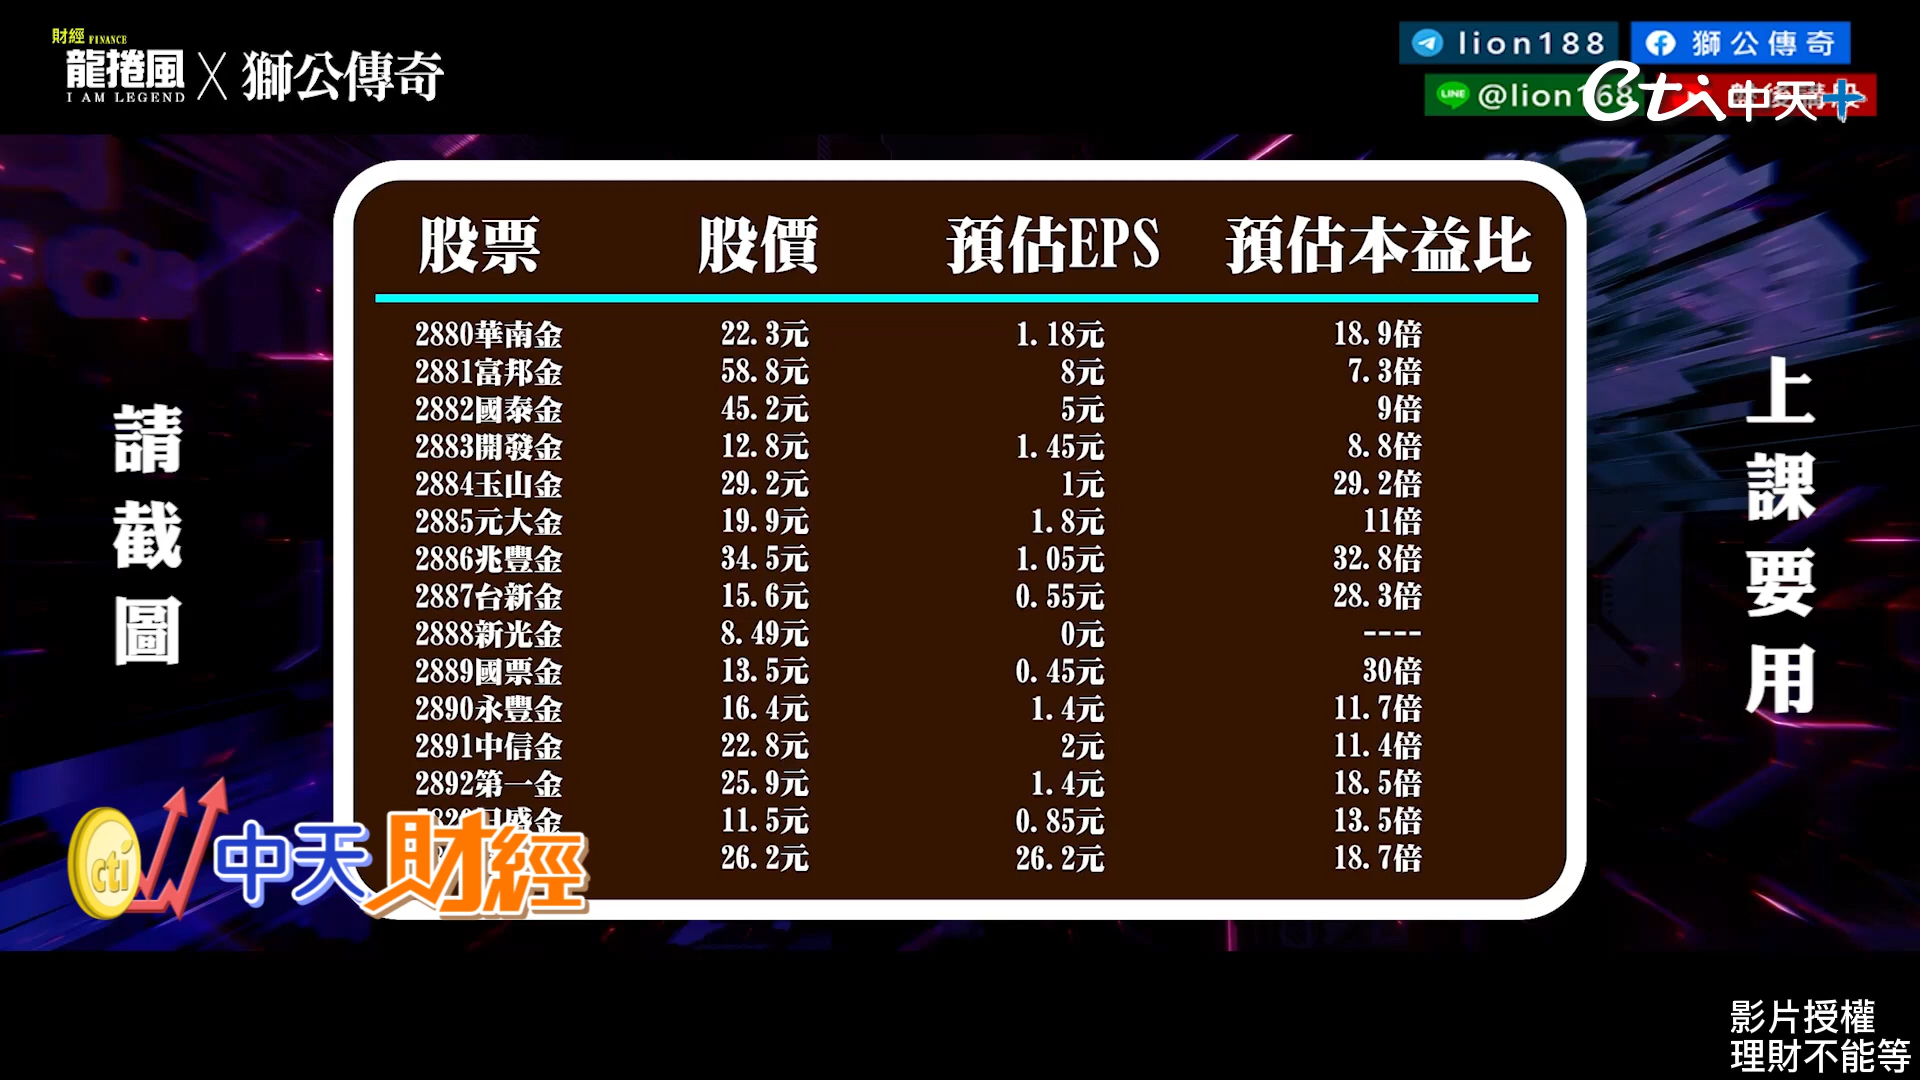 財經 FINANCE
龍捲風 X 獅公傳奇
I AM LEGEND
lion188
獅公傳奇
LINE @lion168
cti中天+
請截圖
上課要用
股票 股價 預估EPS 預估本益比
2880華南金 22.3元 1.18元 18.9倍
2881富邦金 58.8元 8元 7.3倍
2882國泰金 45.2元 5元 9倍
2883開發金 12.8元 1.45元 8.8倍
2884玉山金 29.2元 1元 29.2倍
2885元大金 19.9元 1.8元 11倍
2886兆豐金 34.5元 1.05元 32.8倍
2887台新金 15.6元 0.55元 28.3倍
2888新光金 8.49元 0元 ----
2889國票金 13.5元 0.45元 30倍
2890永豐金 16.4元 1.4元 11.7倍
2891中信金 22.8元 2元 11.4倍
2892第一金 25.9元 1.4元 18.5倍
日盛金 11.5元 0.85元 13.5倍
26.2元 26.2元 18.7倍
cti 中天財經
影片授權
理財不能等